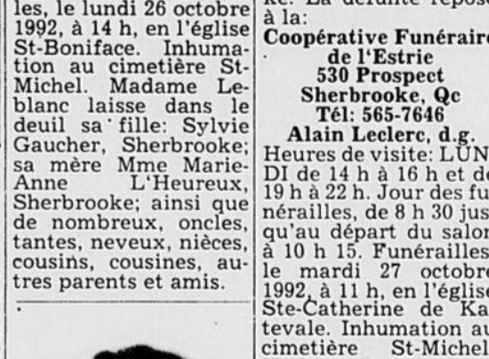 les, le lundi 26 octobre
1992, à 14 h, en l'église
St-Boniface. Inhuma-
tion au cimetière St-
Michel. Madame Le-
blanc laisse dans le
deuil sa fille: Sylvie
Gaucher, Sherbrooke;
sa mère Mme Marie-
Anne L'Heureux,
Sherbrooke; ainsi que
de nombreux, oncles,
tantes, neveux, nièces,
cousins, cousines, au-
tres parents et amis.
ke. La défunte repose
à la:
Coopérative Funéraire
de l'Estrie
530 Prospect
Sherbrooke, Qc
Tél: 565-7646
Alain Leclerc, d.g.
Heures de visite: LUN-
DI de 14 h à 16 h et de
19 h à 22 h. Jour des fu-
nérailles, de 8 h 30 jus-
qu'au départ du salon
à 10 h 15. Funérailles,
le mardi 27 octobre
1992, à 11 h, en l'église
Ste-Catherine de Ka-
tevale. Inhumation au
cimetière St-Michel